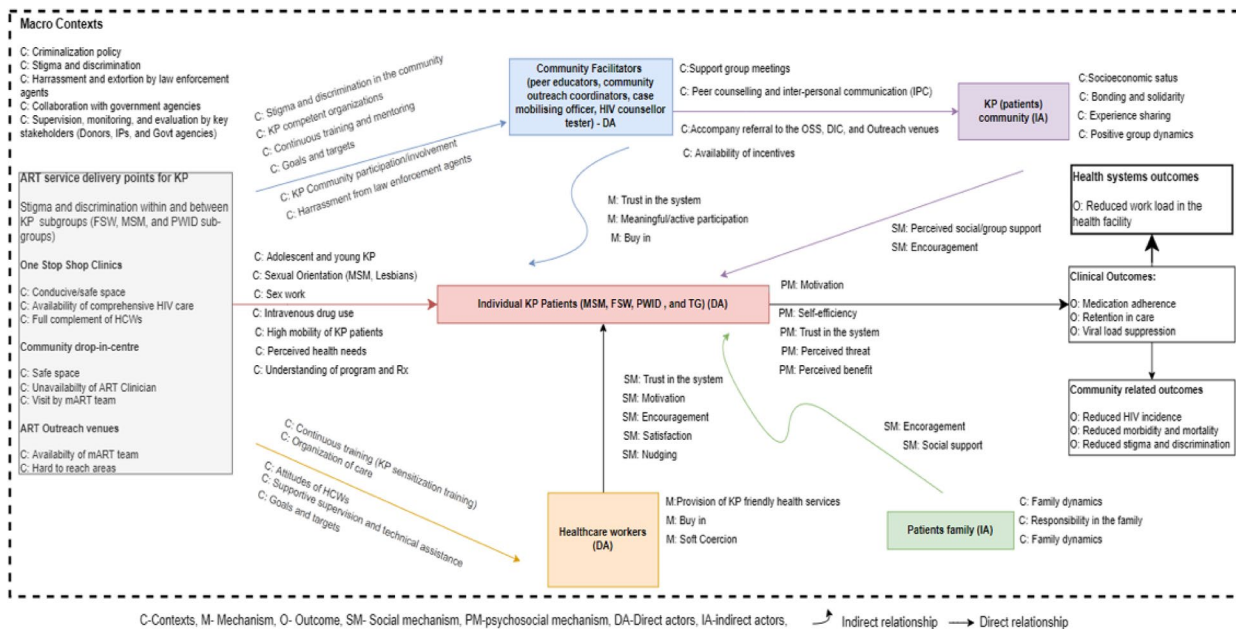 Macro Contexts
C: Criminalization policy
C: Stigma and discrimination
C: Harrassment and extortion by law enforcement
agents
C: Collaboration with government agencies
C: Supervision, monitoring, and evaluation by key
stakeholders (Donors, IPs, and Govt agencies)
ART service delivery points for KP
Stigma and discrimination within and between
KP subgroups (FSW, MSM, and PWID sub-
groups)
One Stop Shop Clinics
C: Conducive/safe space
C: Availability of comprehensive HIV care
C: Full complement of HCWs
Community drop-in-centre
C: Safe space
C: Unavailabilty of ART Clinician
C: Visit by mART team
ART Outreach venues
C: Availabilty of mART team
C: Hard to reach areas
C: Stigma and discrimination in the community
C: KP competent organizations
C: Continuous training and mentoring
C: Goals and targets
C: KP Community participation/involvement
C: Harrasment from law enforcement agents
C: Adolescent and young KP
C: Sexual Orientation (MSM, Lesbians)
C: Sex work
C: Intravenous drug use
C: High mobility of KP patients
C: Perceived health needs
C: Understanding of program and Rx
C: Continuous training (KP sensitization training)
C: Organization of care
C: Attitudes of HCWs
C: Supportive supervision and technical assistance
C: Goals and targets
Community Facilitators
(peer educators, community
outreach coordinators, case
mobilising officer, HIV counsellor
tester) - DA
C:Support group meetings
C: Peer counselling and inter-personal communication (IPC)
C:Accompany referral to the OSS, DIC, and Outreach venues
C: Availability of incentives
KP (patients)
community (IA)
C:Socioeconomic satus
C: Bonding and solidarity
C: Experience sharing
C: Positive group dynamics
M: Trust in the system
M: Meaningful/active participation
M: Buy in
SM: Perceived social/group support
SM: Encouragement
Individual KP Patients (MSM, FSW, PWID , and TG) (DA)
PM: Motivation
PM: Self-efficiency
PM: Trust in the system
PM: Perceived threat
PM: Perceived benefit
SM: Trust in the system
SM: Motivation
SM: Encouragement
SM: Satisfaction
SM: Nudging
SM: Encoragement
SM: Social support
Healthcare workers
(DA)
M:Provision of KP friendly health services
M: Buy in
M: Soft Coercion
Patients family (IA)
C: Family dynamics
C: Responsibility in the family
C: Family dynamics
Health systems outcomes
O: Reduced work load in the
health facility
Clinical Outcomes:
O: Medication adherence
O: Retention in care
O: Viral load suppression
Community related outcomes
O: Reduced HIV incidence
O: Reduced morbidity and mortality
O: Reduced stigma and discrimination
C-Contexts, M- Mechanism, O- Outcome, SM- Social mechanism, PM-psychosocial mechanism, DA-Direct actors, IA-indirect actors, Indirect relationship Direct relationship